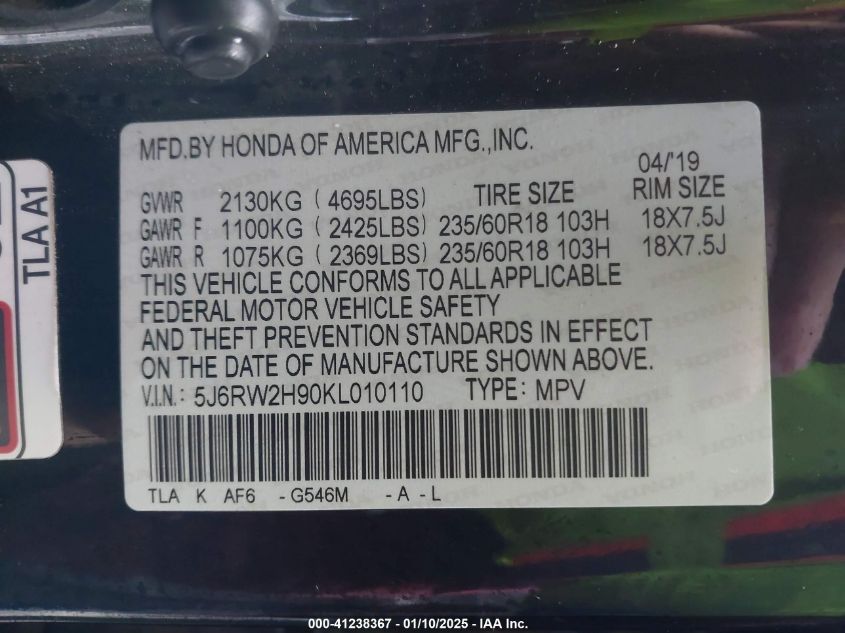 MFD.BY HONDA OF AMERICA MFG.,INC.
04/'19
GVWR 2130KG ( 4695LBS) TIRE SIZE RIM SIZE
GAWR F 1100KG ( 2425LBS) 235/60R18 103H 18X7.5J
GAWR R 1075KG ( 2369LBS) 235/60R18 103H 18X7.5J
THIS VEHICLE CONFORMS TO ALL APPLICABLE
FEDERAL MOTOR VEHICLE SAFETY
AND THEFT PREVENTION STANDARDS IN EFFECT
ON THE DATE OF MANUFACTURE SHOWN ABOVE.
V.I.N.: 5J6RW2H90KL010110 TYPE: MPV
TLA K AF6 -G546M -A -L
TLA A1
000-41238367 — 01/10/2025 — IAA Inc.